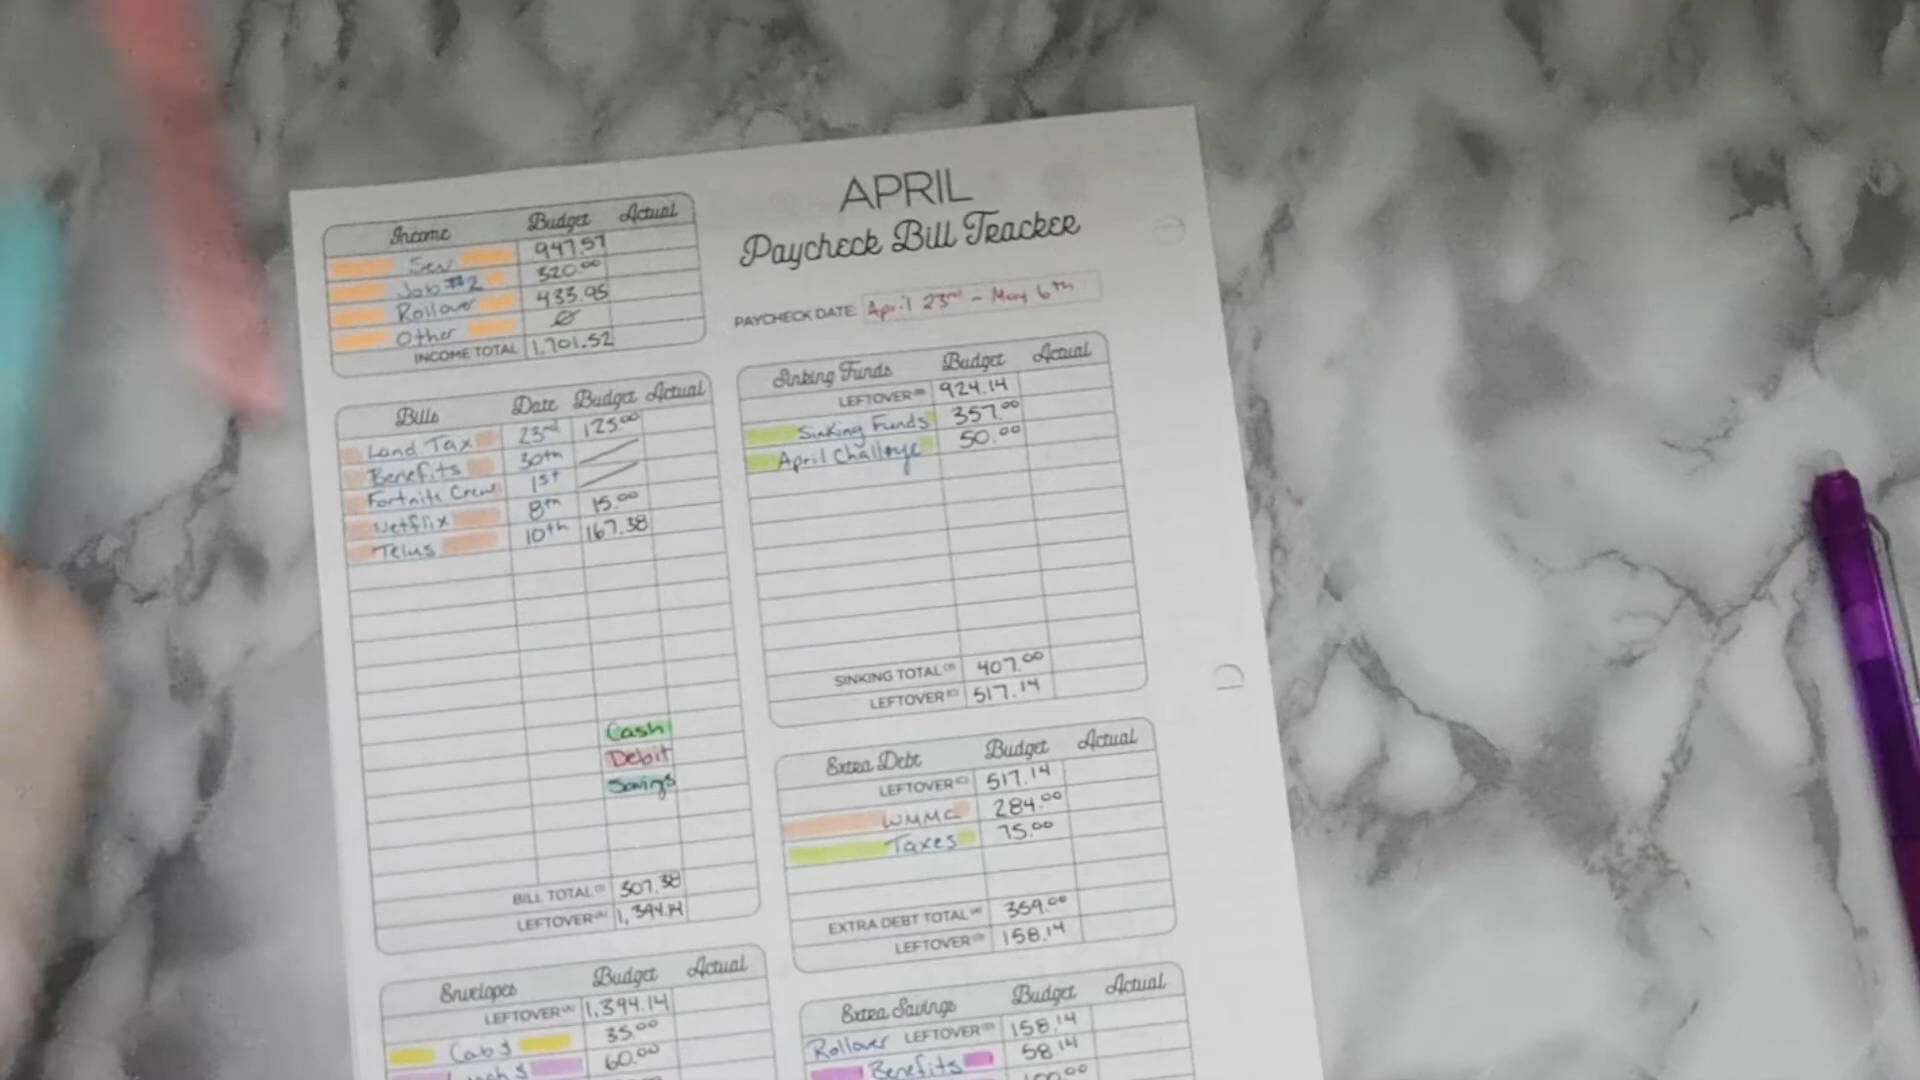 APRIL
Paycheck Bill Tracker
PAYCHECK DATE: April 23rd - May 6th
Income Budget Actual
947.57
Job #2 320.00
Rollover 433.95
Other Ø
INCOME TOTAL 1,701.52
Bills Date Budget Actual
Land Tax 23rd 125.00
Benefits 30th
Fortnite Crew 1st
Netflix 8th 15.00
Telus 10th 167.38
Cash
Debit
Savings
BILL TOTAL 307.38
LEFTOVER 1,394.14
Envelopes Budget Actual
LEFTOVER 1,394.14
Cab $ 35.00
60.00
Sinking Funds Budget Actual
LEFTOVER 924.14
Sinking Funds 357.00
April Challenge 50.00
SINKING TOTAL 407.00
LEFTOVER 517.14
Extra Debt Budget Actual
LEFTOVER 517.14
WMMC 284.00
Taxes 75.00
EXTRA DEBT TOTAL 359.00
LEFTOVER 158.14
Extra Savings Budget Actual
Rollover LEFTOVER 158.14
Benefits 58.14
100.00